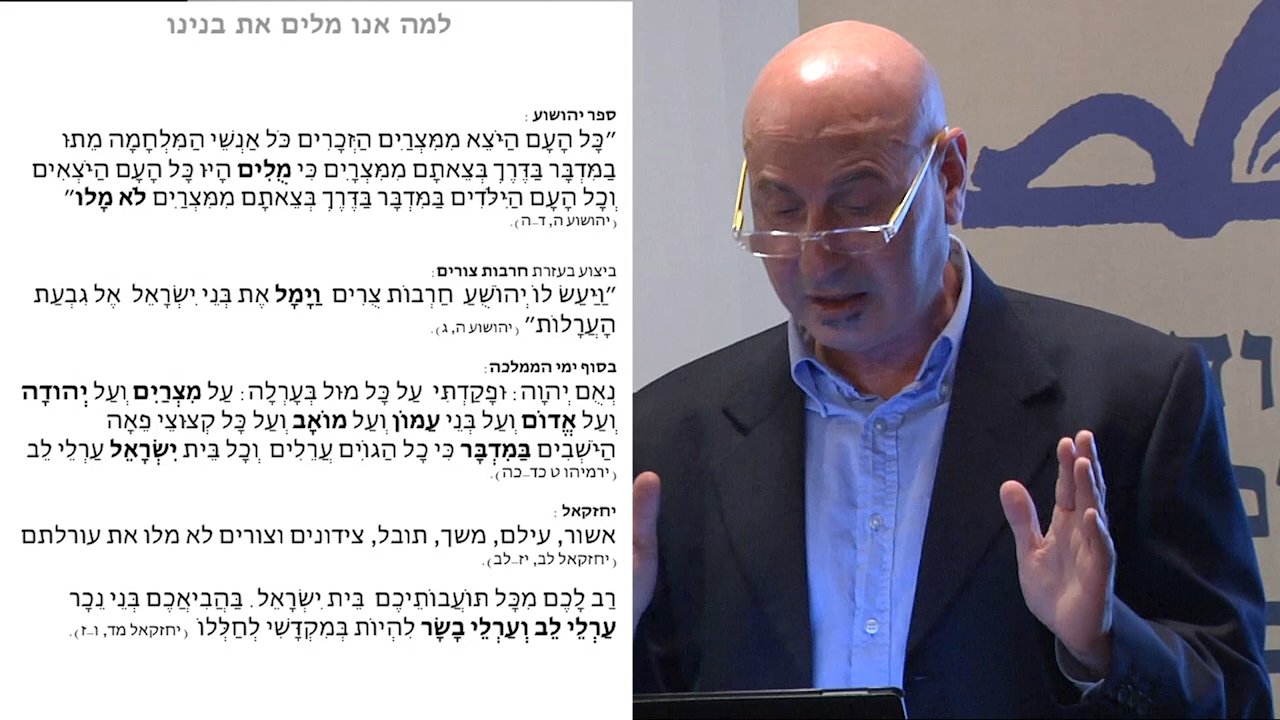 למה אנו מלים את בנינו
ספר יהושוע :
"כָּל הָעָם הַיֹּצֵא מִמִּצְרַיִם הַזְּכָרִים כֹּל אַנְשֵׁי הַמִּלְחָמָה מֵתוּ
בַמִּדְבָּר בַּדֶּרֶךְ בְּצֵאתָם מִמִּצְרָיִם כִּי מֻלִים הָיוּ כָּל הָעָם הַיֹּצְאִים
וְכָל הָעָם הַיִּלֹּדִים בַּמִּדְבָּר בַּדֶּרֶךְ בְּצֵאתָם מִמִּצְרַיִם לֹא מָלוּ"
(יהושוע ה, ד–ה).
ביצוע בעזרת חרבות צורים:
"וַיַּעַשׂ לוֹ יְהוֹשֻׁעַ חַרְבוֹת צֻרִים וַיָּמָל אֶת בְּנֵי יִשְׂרָאֵל אֶל גִּבְעַת
הָעֲרָלוֹת" (יהושוע ה, ג).
בסוף ימי הממלכה:
נְאֻם יְהוָה: וּפָקַדְתִּי עַל כָּל מוּל בְּעָרְלָה: עַל מִצְרַיִם וְעַל יְהוּדָה
וְעַל אֱדוֹם וְעַל בְּנֵי עַמּוֹן וְעַל מוֹאָב וְעַל כָּל קְצוּצֵי פֵאָה
הַיֹּשְׁבִים בַּמִּדְבָּר כִּי כָל הַגּוֹיִם עֲרֵלִים וְכָל בֵּית יִשְׂרָאֵל עַרְלֵי לֵב
(ירמיהו ט כד–כה).
יחזקאל :
אשור, עילם, משך, תובל, צידונים וצורים לא מלו את עורלתם
(יחזקאל לב, יז–לב).
רַב לָכֶם מִכָּל תּוֹעֲבוֹתֵיכֶם בֵּית יִשְׂרָאֵל. בַּהֲבִיאֲכֶם בְּנֵי נֵכָר
עַרְלֵי לֵב וְעַרְלֵי בָשָׂר לִהְיוֹת בְּמִקְדָּשִׁי לְחַלְּלוֹ (יחזקאל מד, ו–ז).